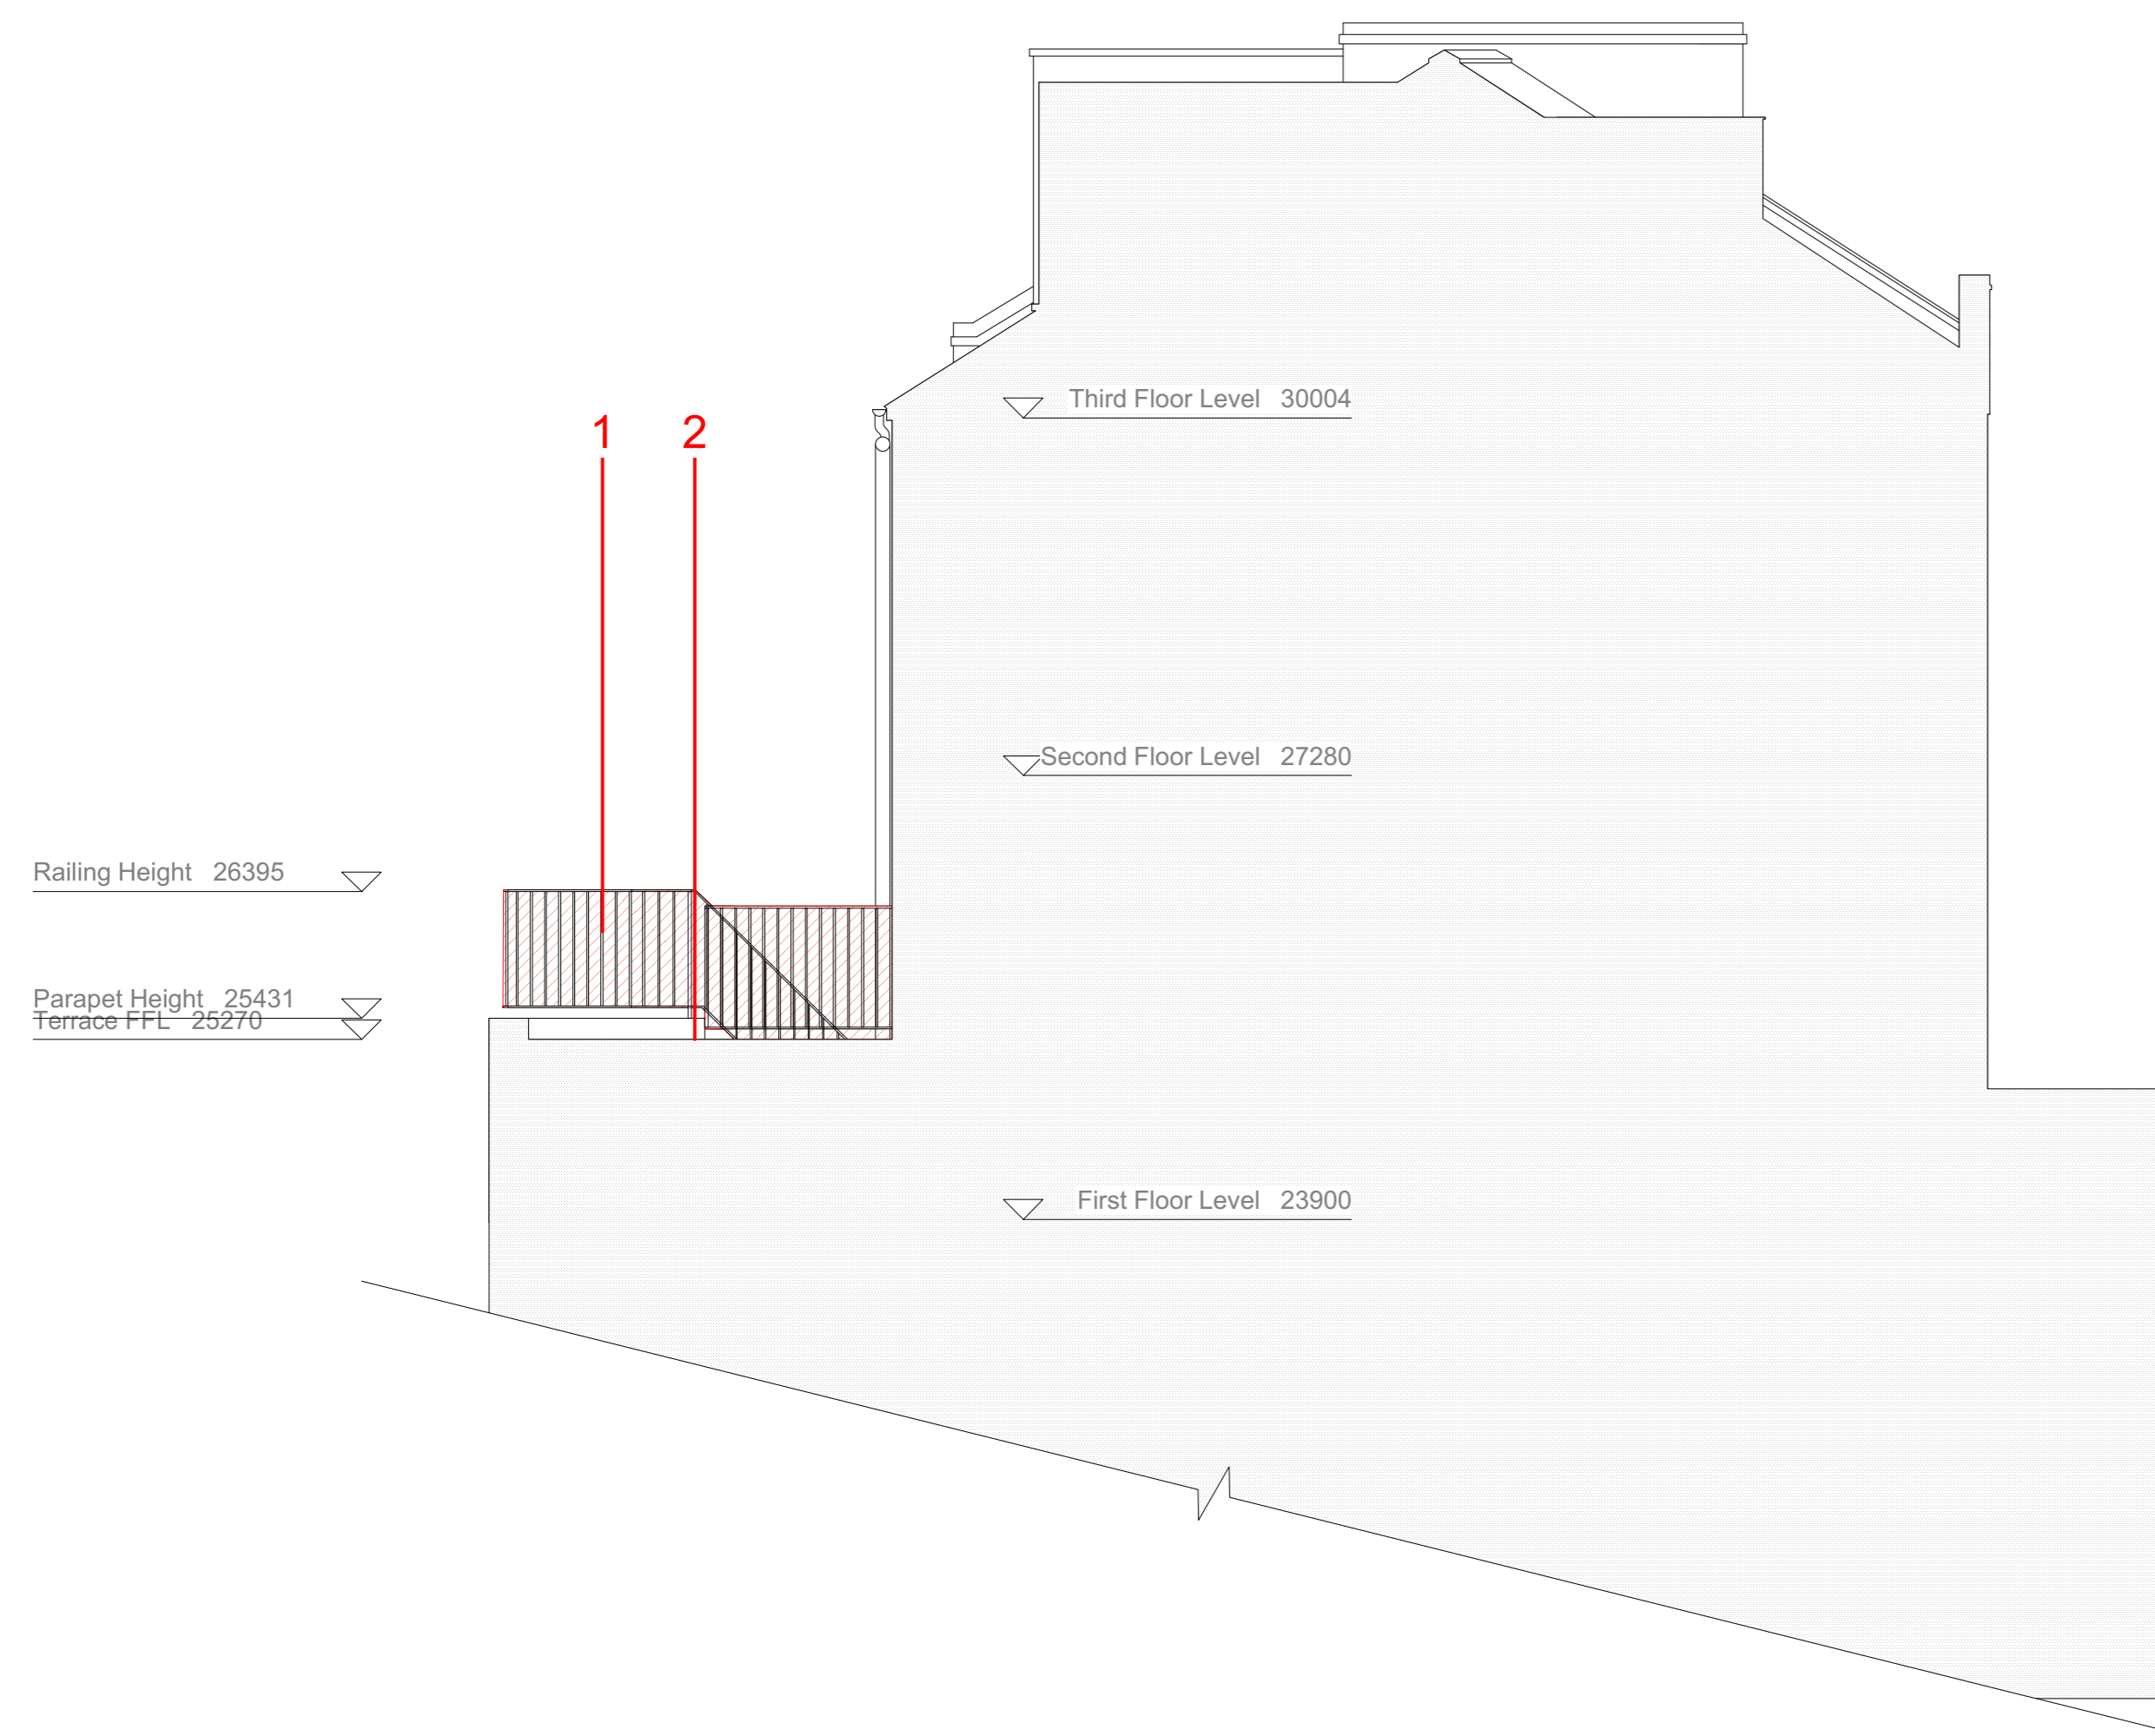 Third Floor Level 30004
1 2
Second Floor Level 27280
Railing Height 26395
Parapet Height 25431
Terrace FFL 25270
First Floor Level 23900